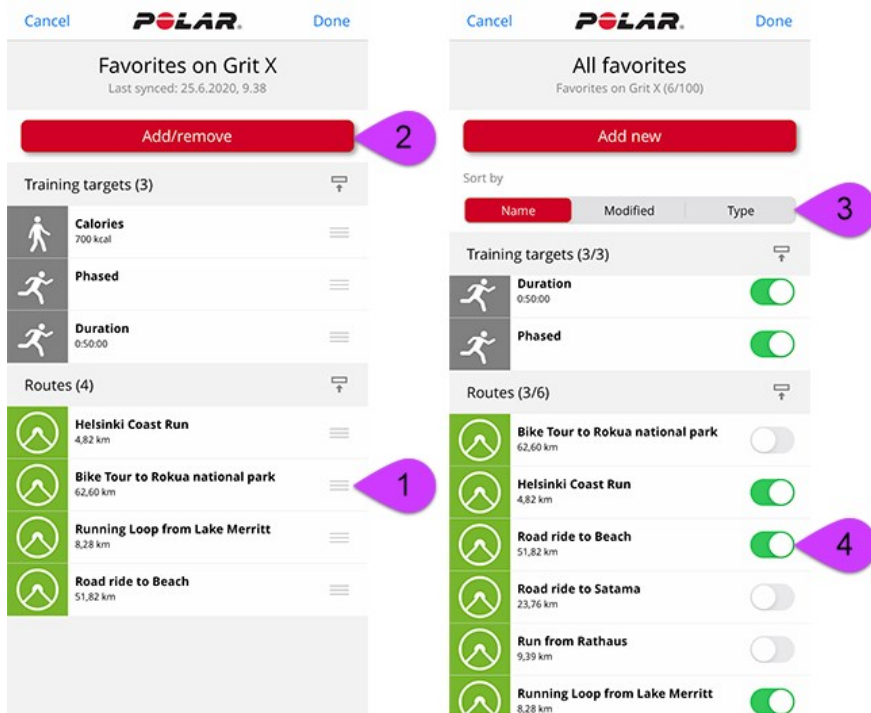 Cancel
POLAR.
Done
Favorites on Grit X
Last synced: 25.6.2020, 9.38
Add/remove
2
Training targets (3)
Calories
700 kcal
Phased
Duration
0:50:00
Routes (4)
Helsinki Coast Run
4,82 km
Bike Tour to Rokua national park
62,60 km
1
Running Loop from Lake Merritt
8,28 km
Road ride to Beach
51,82 km
Cancel
POLAR.
Done
All favorites
Favorites on Grit X (6/100)
Add new
Sort by
Name Modified Type
3
Training targets (3/3)
Duration
0:50:00
Phased
Routes (3/6)
Bike Tour to Rokua national park
62,60 km
Helsinki Coast Run
4,82 km
Road ride to Beach
51,82 km
4
Road ride to Satama
23,76 km
Run from Rathaus
9,39 km
Running Loop from Lake Merritt
8,28 km